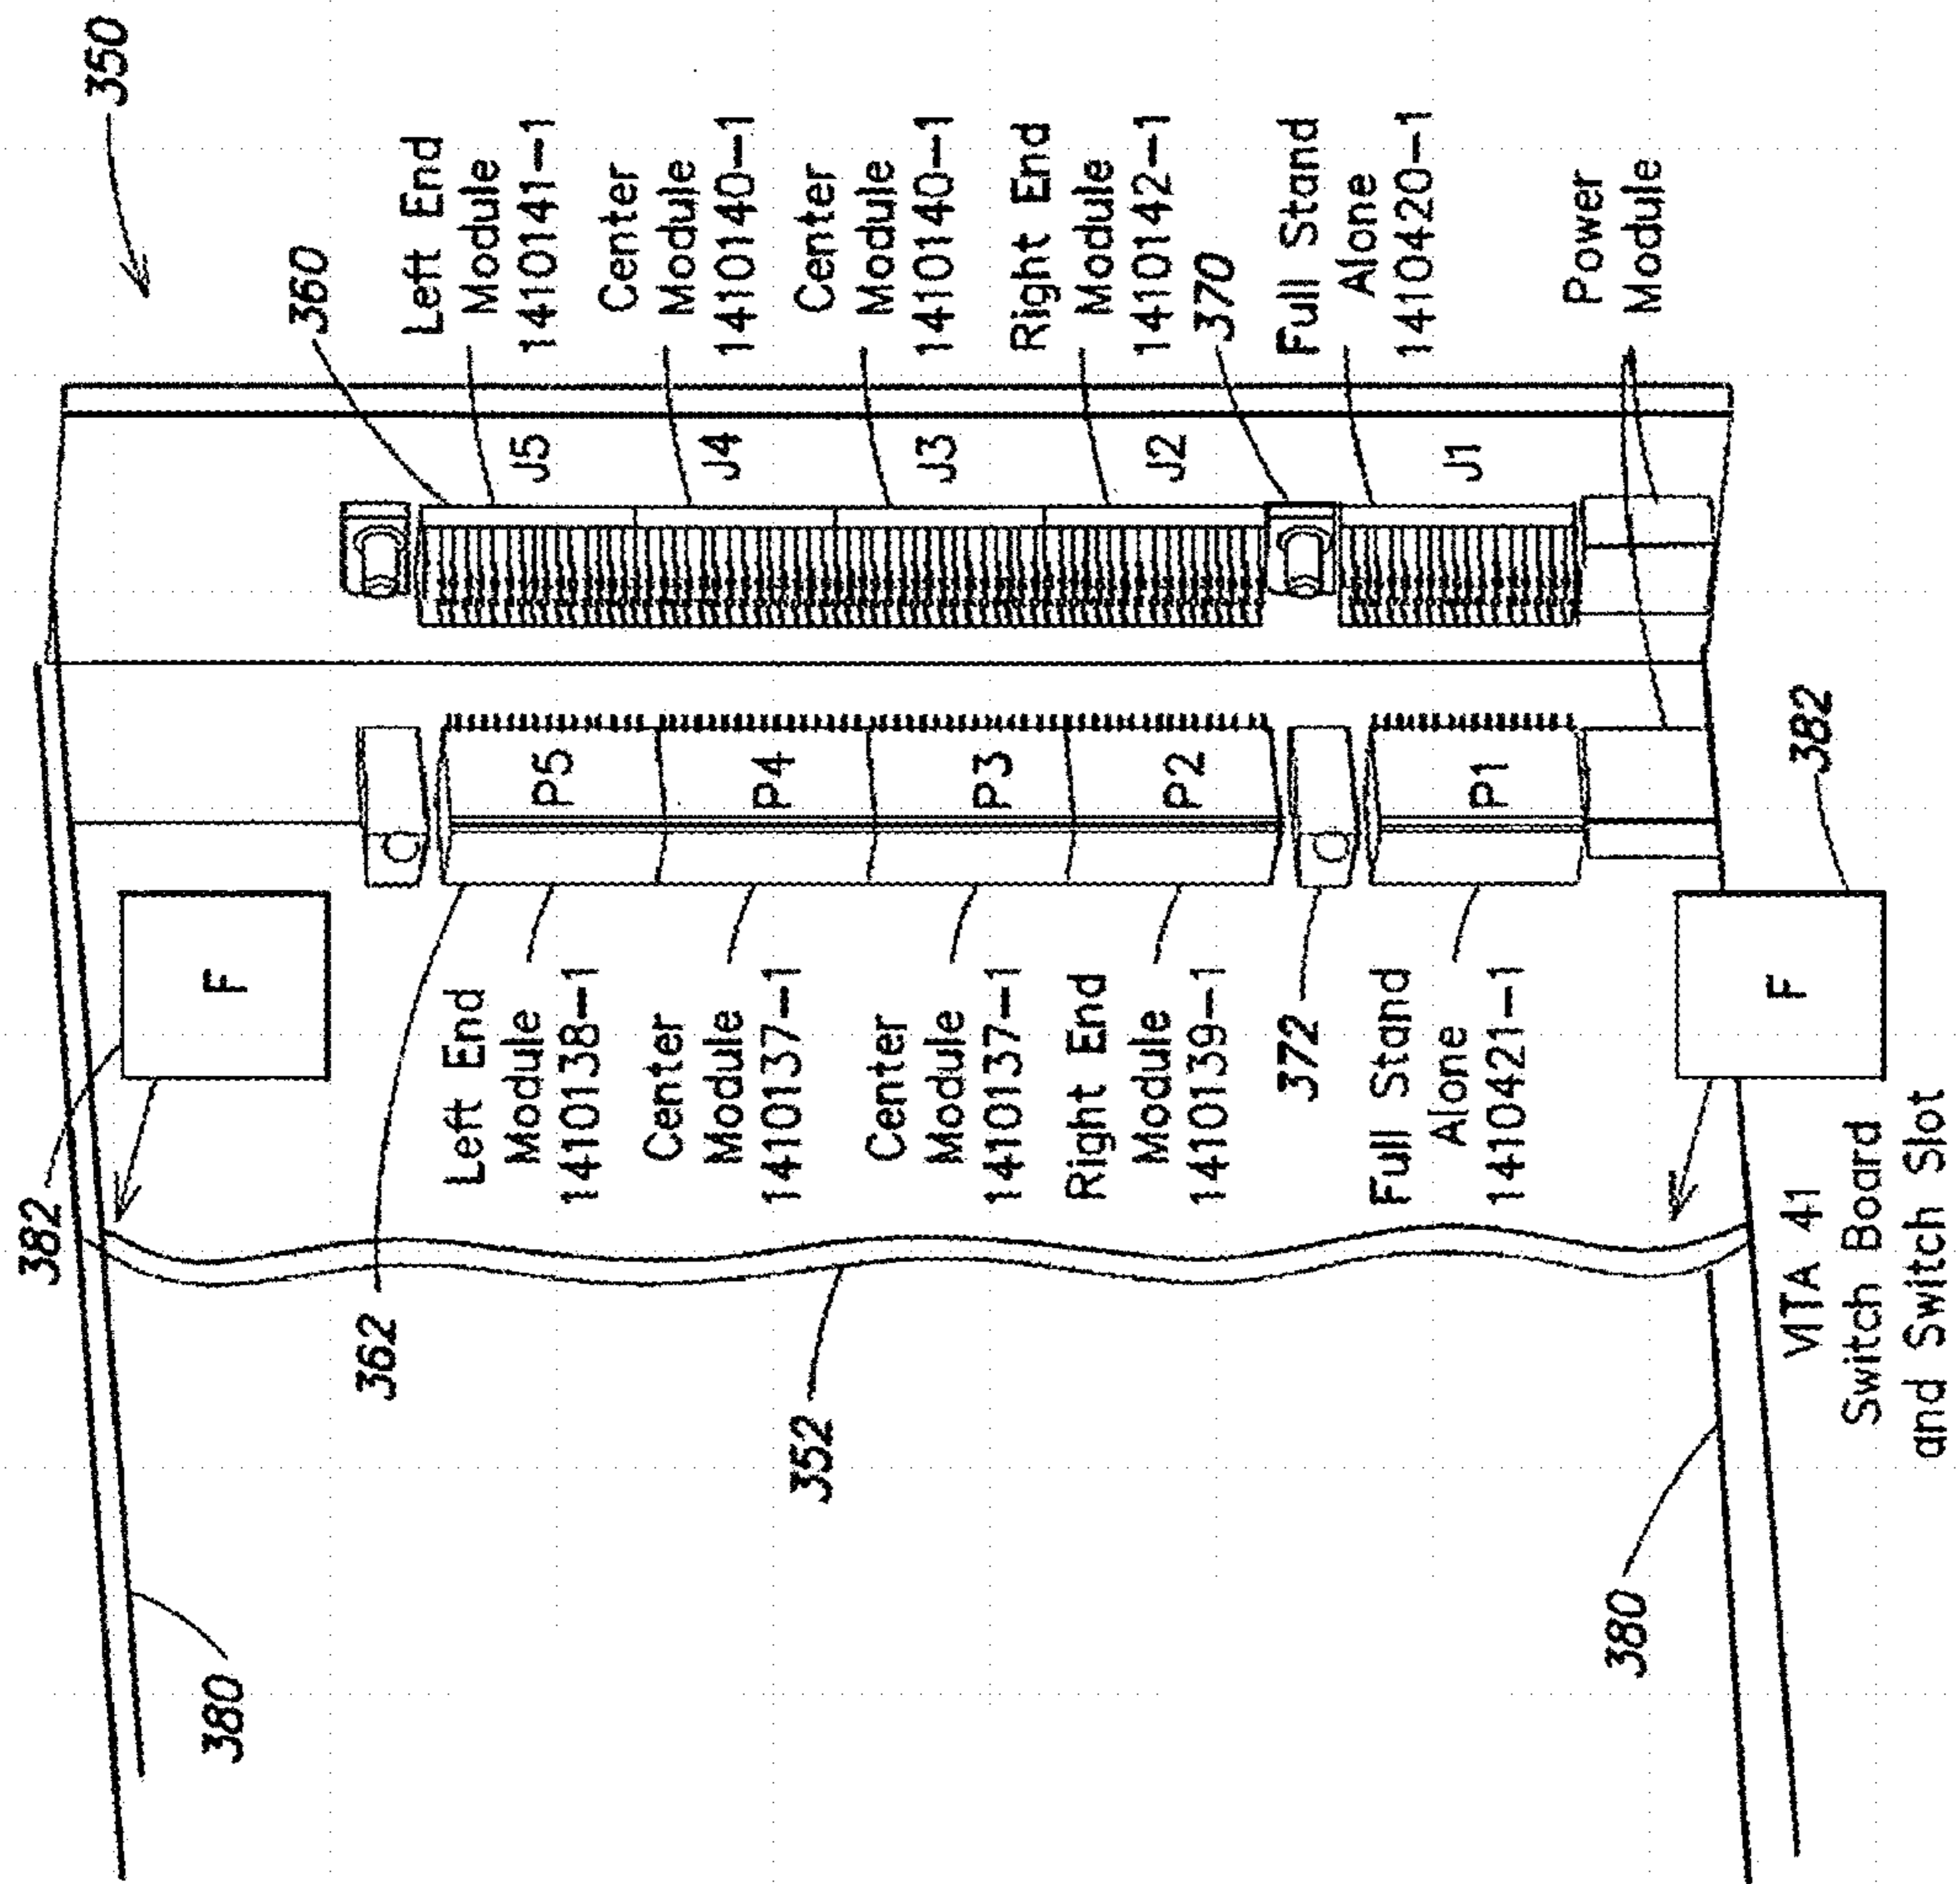 350
360
Left End
Module
1410141-1
Center
Module
1410140-1
Center
Module
1410140-1
Right End
Module
1410142-1
370
Full Stand
Alone
1410420-1
Power
Module
J5
J4
J3
J2
J1
P5
P4
P3
P2
P1
382
F
382
F
362
Left End
Module
1410138-1
Center
Module
1410137-1
Center
Module
1410137-1
Right End
Module
1410139-1
372
Full Stand
Alone
1410421-1
352
380
380
VITA 41
Switch Board
and Switch Slot